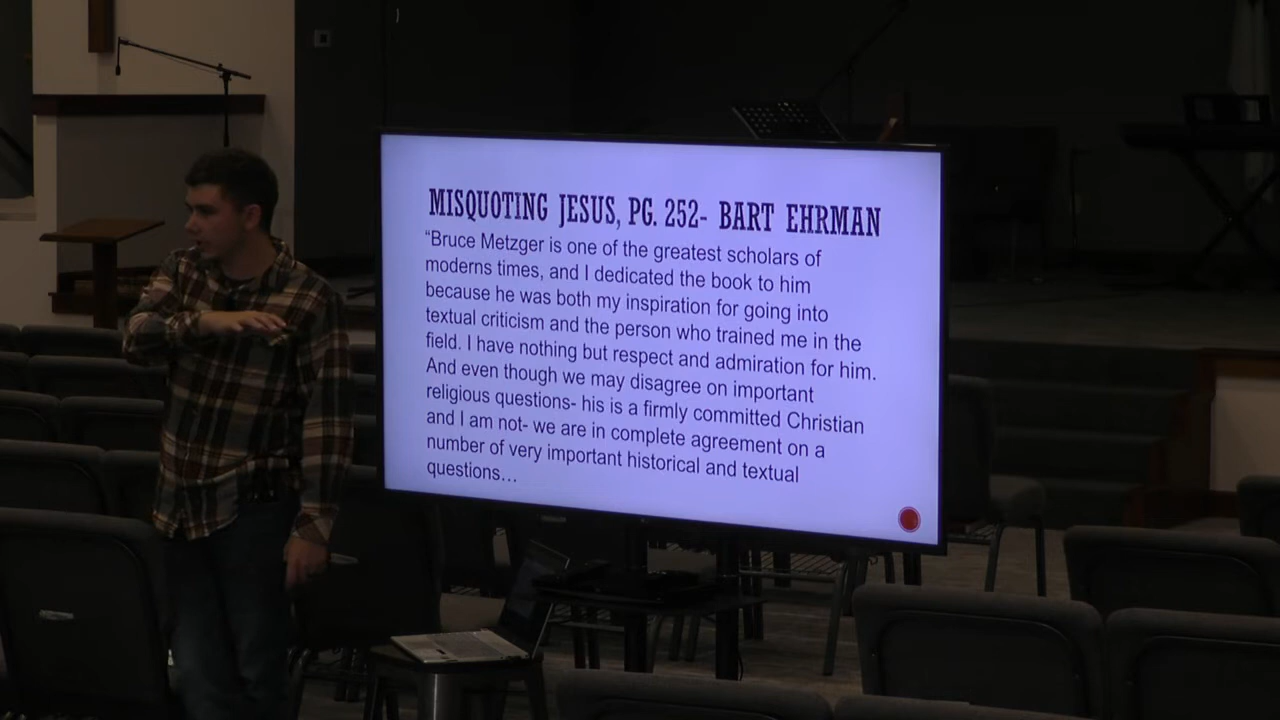 MISQUOTING JESUS, PG. 252- BART EHRMAN
“Bruce Metzger is one of the greatest scholars of
moderns times, and I dedicated the book to him
because he was both my inspiration for going into
textual criticism and the person who trained me in the
field. I have nothing but respect and admiration for him.
And even though we may disagree on important
religious questions- his is a firmly committed Christian
and I am not- we are in complete agreement on a
number of very important historical and textual
questions…